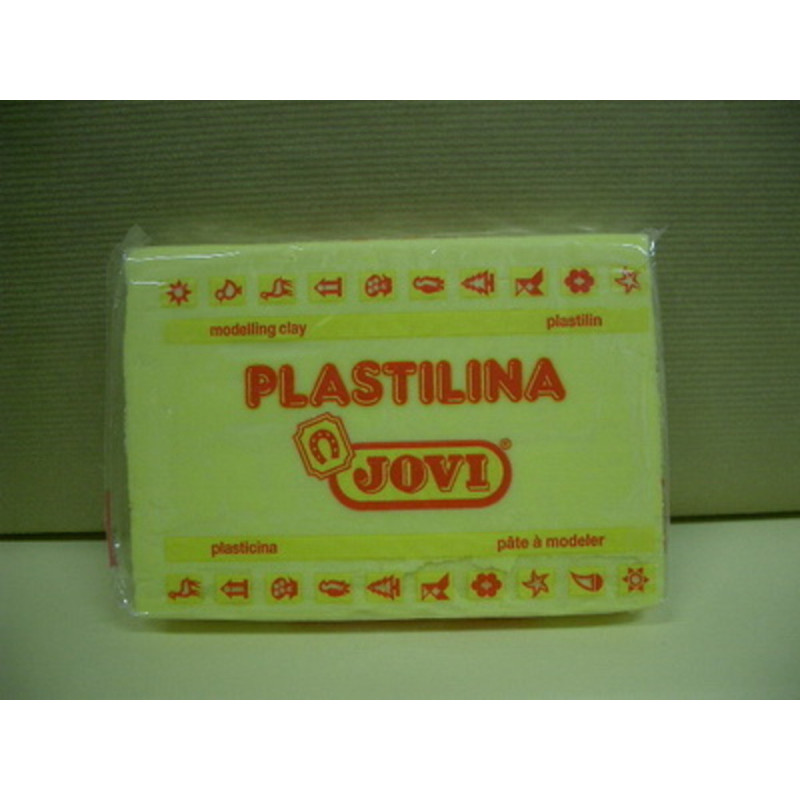 modelling clay plastilin
PLASTILINA
JOVI®
plasticina pâte à modeler